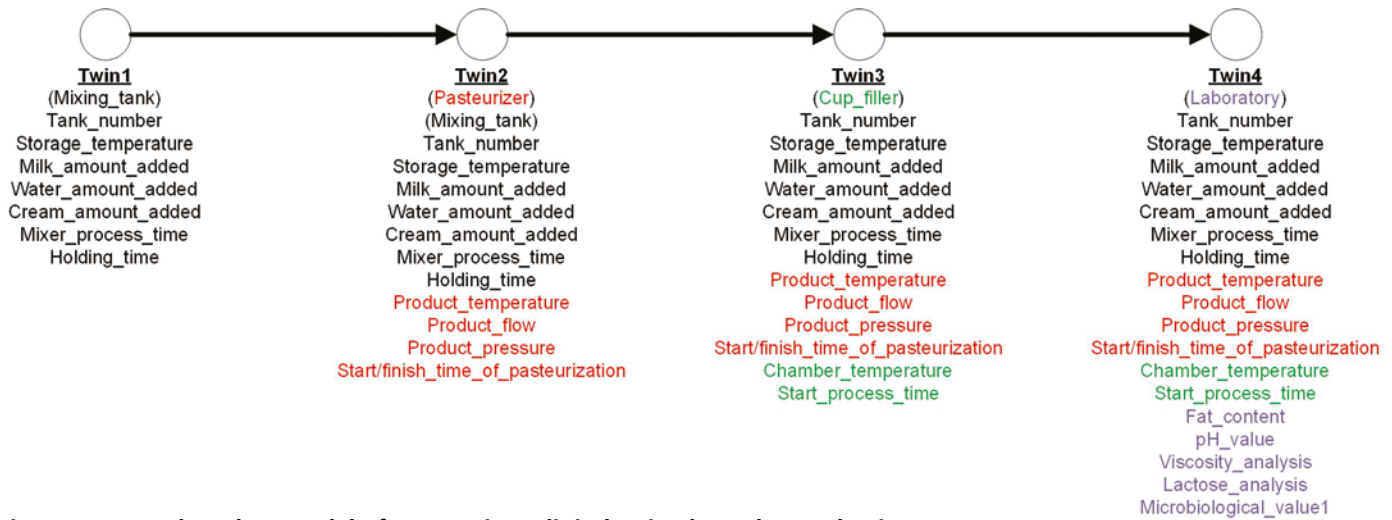 Twin1
(Mixing_tank)
Tank_number
Storage_temperature
Milk_amount_added
Water_amount_added
Cream_amount_added
Mixer_process_time
Holding_time
Twin2
(Pasteurizer)
(Mixing_tank)
Tank_number
Storage_temperature
Milk_amount_added
Water_amount_added
Cream_amount_added
Mixer_process_time
Holding_time
Product_temperature
Product_flow
Product_pressure
Start/finish_time_of_pasteurization
Twin3
(Cup_filler)
Tank_number
Storage_temperature
Milk_amount_added
Water_amount_added
Cream_amount_added
Mixer_process_time
Holding_time
Product_temperature
Product_flow
Product_pressure
Start/finish_time_of_pasteurization
Chamber_temperature
Start_process_time
Twin4
(Laboratory)
Tank_number
Storage_temperature
Milk_amount_added
Water_amount_added
Cream_amount_added
Mixer_process_time
Holding_time
Product_temperature
Product_flow
Product_pressure
Start/finish_time_of_pasteurization
Chamber_temperature
Start_process_time
Fat_content
pH_value
Viscosity_analysis
Lactose_analysis
Microbiological_value1